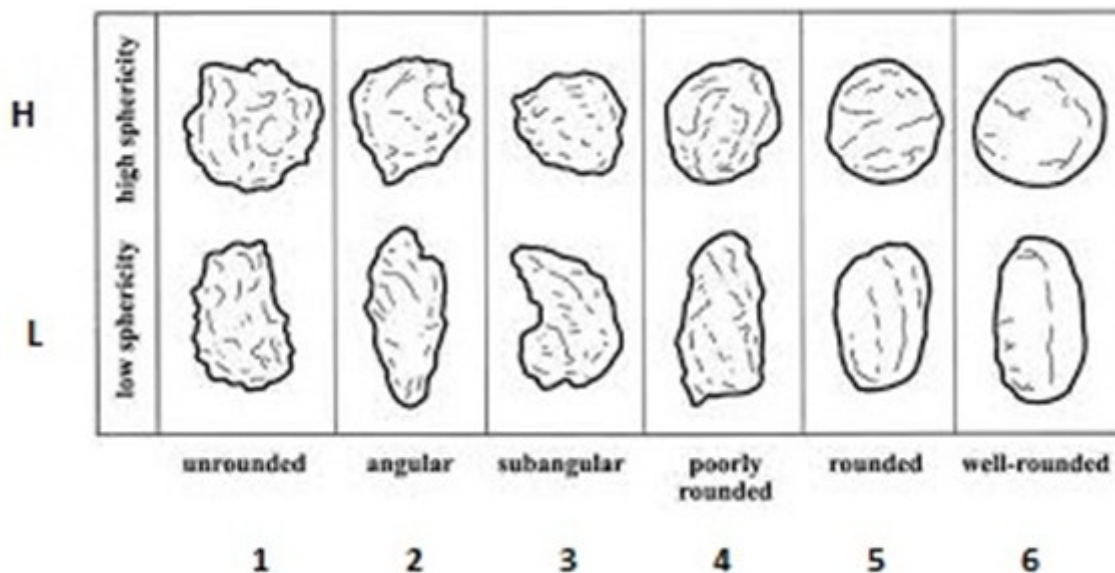 H
high sphericity
L
low sphericity
unrounded
angular
subangular
poorly
rounded
rounded
well-rounded
1 2 3 4 5 6